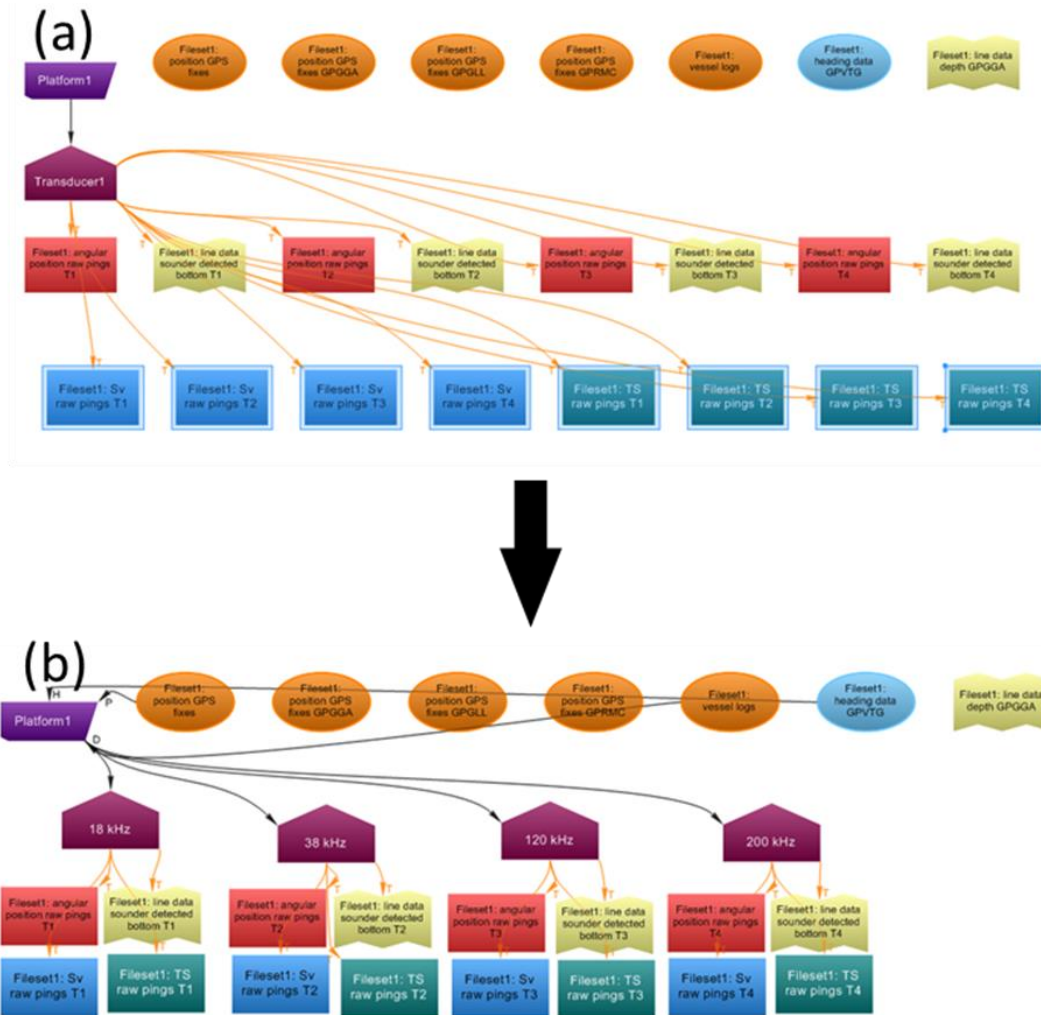 (a)
Platform1
Fileset1:
position GPS
fixes
Fileset1:
position GPS
fixes GPGGA
Fileset1:
position GPS
fixes GPGLL
Fileset1:
position GPS
fixes GPRMC
Fileset1:
vessel logs
Fileset1:
heading data
GPVTG
Fileset1: line data
depth GPGGA
Transducer1
Fileset1: angular
position raw pings
T1
Fileset1: line data
sounder detected
bottom T1
Fileset1: angular
position raw pings
T2
Fileset1: line data
sounder detected
bottom T2
Fileset1: angular
position raw pings
T3
Fileset1: line data
sounder detected
bottom T3
Fileset1: angular
position raw pings
T4
Fileset1: line data
sounder detected
bottom T4
T
T
T
T
T
T
T
T
Fileset1: Sv
raw pings T1
Fileset1: Sv
raw pings T2
Fileset1: Sv
raw pings T3
Fileset1: Sv
raw pings T4
Fileset1: TS
raw pings T1
Fileset1: TS
raw pings T2
Fileset1: TS
raw pings T3
Fileset1: TS
raw pings T4
T
T
T
T
T
T
T
T
(b)
H
P
D
Platform1
Fileset1:
position GPS
fixes
Fileset1:
position GPS
fixes GPGGA
Fileset1:
position GPS
fixes GPGLL
Fileset1:
position GPS
fixes GPRMC
Fileset1:
vessel logs
Fileset1:
heading data
GPVTG
Fileset1: line data
depth GPGGA
18 kHz
38 kHz
120 kHz
200 kHz
Fileset1: angular
position raw pings
T1
Fileset1: line data
sounder detected
bottom T1
Fileset1: angular
position raw pings
T2
Fileset1: line data
sounder detected
bottom T2
Fileset1: angular
position raw pings
T3
Fileset1: line data
sounder detected
bottom T3
Fileset1: angular
position raw pings
T4
Fileset1: line data
sounder detected
bottom T4
T
T
T
T
T
T
T
T
Fileset1: Sv
raw pings T1
Fileset1: TS
raw pings T1
Fileset1: Sv
raw pings T2
Fileset1: TS
raw pings T2
Fileset1: Sv
raw pings T3
Fileset1: TS
raw pings T3
Fileset1: Sv
raw pings T4
Fileset1: TS
raw pings T4